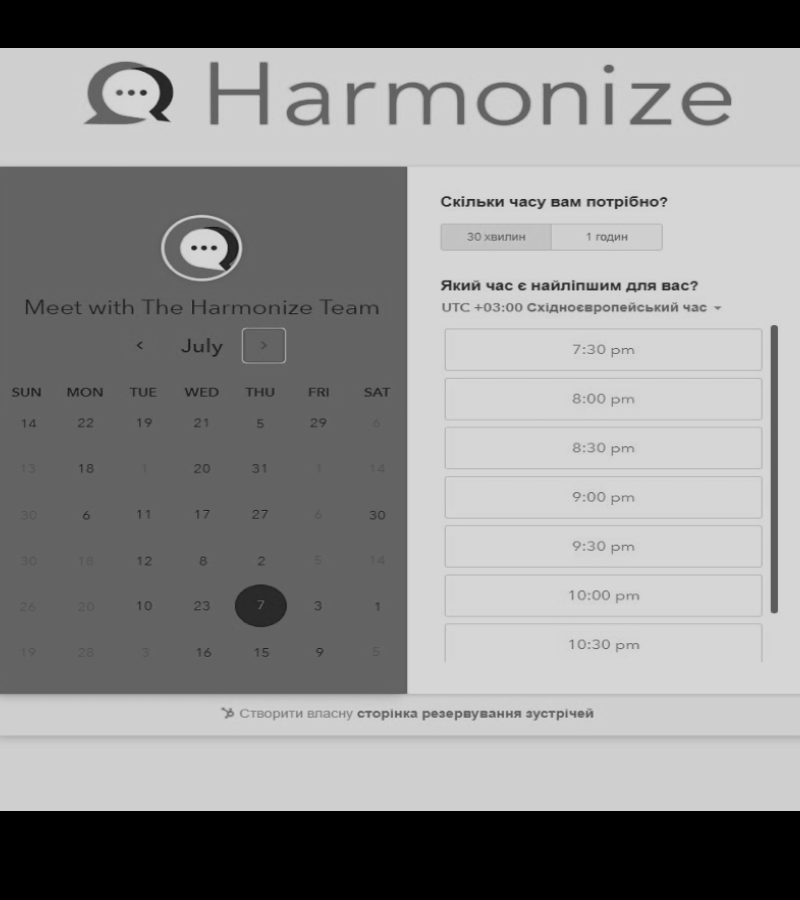 Harmonize
Meet with The Harmonize Team
< July >
SUN MON TUE WED THU FRI SAT
14 22 19 21 5 29 6
13 18 1 20 31 1 14
30 6 11 17 27 6 30
30 18 12 8 2 5 14
26 20 10 23 7 3 1
19 28 3 16 15 9 5
Скільки часу вам потрібно?
30 хвилин 1 годин
Який час є найліпшим для вас?
UTC +03:00 Східноєвропейський час
7:30 pm
8:00 pm
8:30 pm
9:00 pm
9:30 pm
10:00 pm
10:30 pm
Створити власну сторінка резервування зустрічей